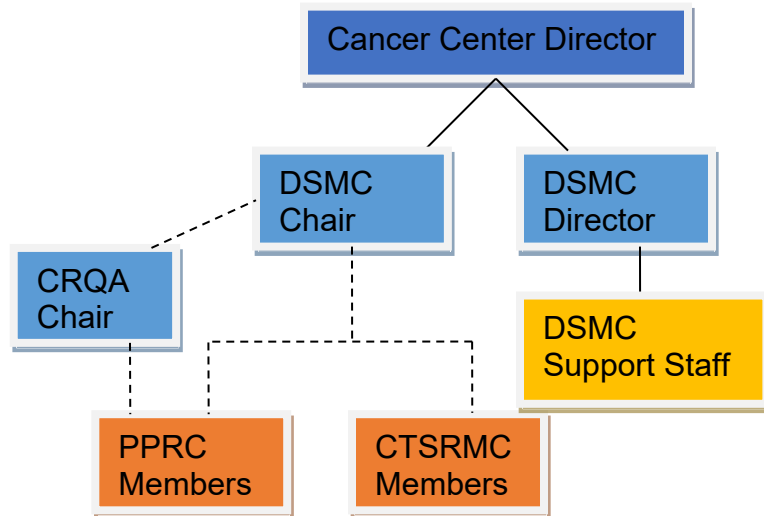 Cancer Center Director
DSMC
Chair
DSMC
Director
CRQA
Chair
DSMC
Support Staff
PPRC
Members
CTSRMC
Members